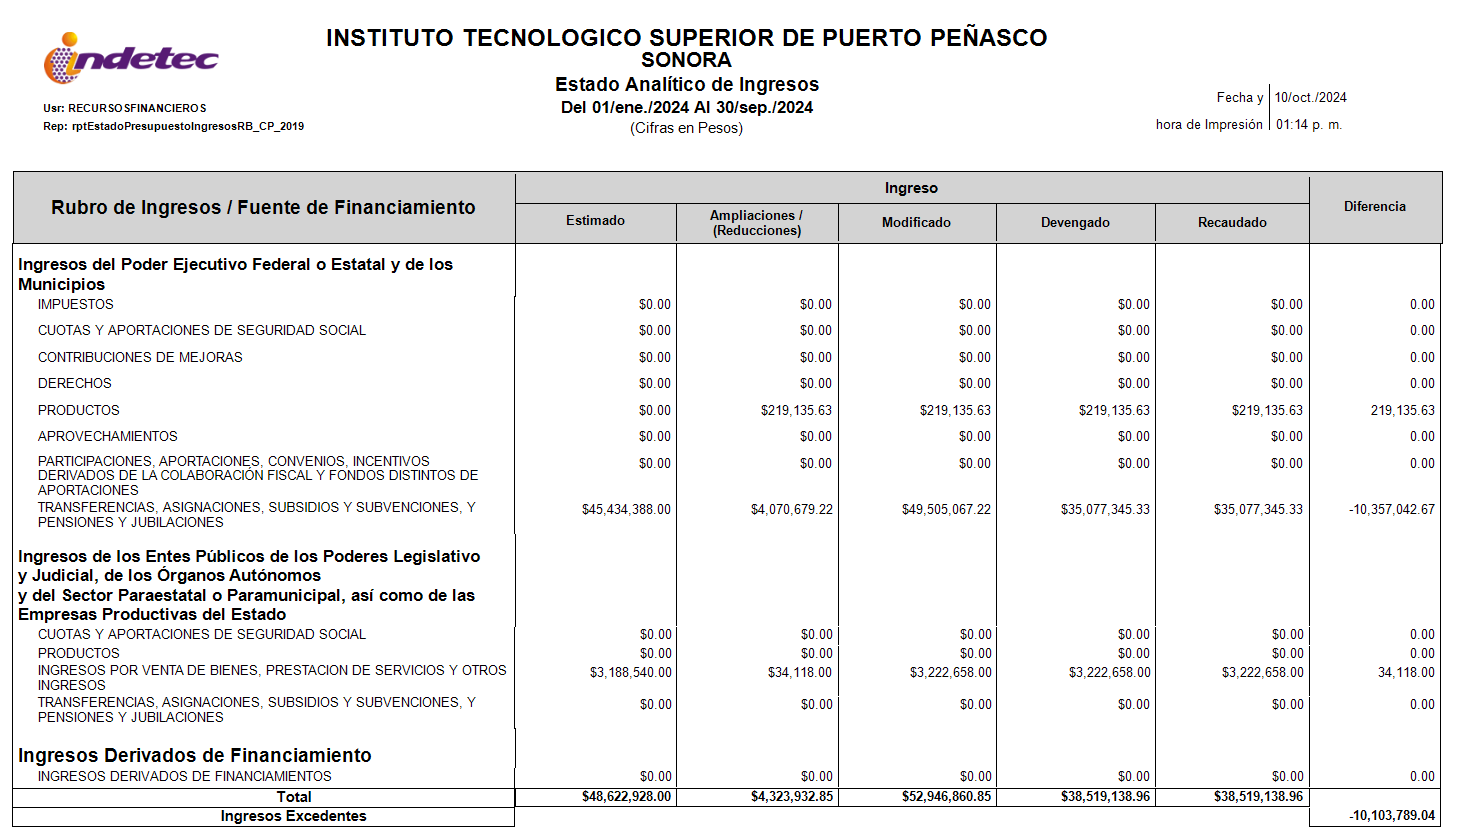 indetec
INSTITUTO TECNOLOGICO SUPERIOR DE PUERTO PEÑASCO
SONORA
Estado Analítico de Ingresos
Del 01/ene./2024 Al 30/sep./2024
(Cifras en Pesos)
Usr: RECURSOSFINANCIEROS
Rep: rptEstadoPresupuestoIngresosRB_CP_2019
Fecha y 10/oct./2024
hora de Impresión 01:14 p. m.
Rubro de Ingresos / Fuente de Financiamiento
Ingreso
Estimado
Ampliaciones /
(Reducciones)
Modificado
Devengado
Recaudado
Diferencia
Ingresos del Poder Ejecutivo Federal o Estatal y de los
Municipios
IMPUESTOS $0.00 $0.00 $0.00 $0.00 $0.00 0.00
CUOTAS Y APORTACIONES DE SEGURIDAD SOCIAL $0.00 $0.00 $0.00 $0.00 $0.00 0.00
CONTRIBUCIONES DE MEJORAS $0.00 $0.00 $0.00 $0.00 $0.00 0.00
DERECHOS $0.00 $0.00 $0.00 $0.00 $0.00 0.00
PRODUCTOS $0.00 $219,135.63 $219,135.63 $219,135.63 $219,135.63 219,135.63
APROVECHAMIENTOS $0.00 $0.00 $0.00 $0.00 $0.00 0.00
PARTICIPACIONES, APORTACIONES, CONVENIOS, INCENTIVOS $0.00 $0.00 $0.00 $0.00 $0.00 0.00
DERIVADOS DE LA COLABORACIÓN FISCAL Y FONDOS DISTINTOS DE
APORTACIONES
TRANSFERENCIAS, ASIGNACIONES, SUBSIDIOS Y SUBVENCIONES, Y $45,434,388.00 $4,070,679.22 $49,505,067.22 $35,077,345.33 $35,077,345.33 -10,357,042.67
PENSIONES Y JUBILACIONES
Ingresos de los Entes Públicos de los Poderes Legislativo
y Judicial, de los Órganos Autónomos
y del Sector Paraestatal o Paramunicipal, así como de las
Empresas Productivas del Estado
CUOTAS Y APORTACIONES DE SEGURIDAD SOCIAL $0.00 $0.00 $0.00 $0.00 $0.00 0.00
PRODUCTOS $0.00 $0.00 $0.00 $0.00 $0.00 0.00
INGRESOS POR VENTA DE BIENES, PRESTACION DE SERVICIOS Y OTROS $3,188,540.00 $34,118.00 $3,222,658.00 $3,222,658.00 $3,222,658.00 34,118.00
INGRESOS
TRANSFERENCIAS, ASIGNACIONES, SUBSIDIOS Y SUBVENCIONES, Y $0.00 $0.00 $0.00 $0.00 $0.00 0.00
PENSIONES Y JUBILACIONES
Ingresos Derivados de Financiamiento
INGRESOS DERIVADOS DE FINANCIAMIENTOS $0.00 $0.00 $0.00 $0.00 $0.00 0.00
Total $48,622,928.00 $4,323,932.85 $52,946,860.85 $38,519,138.96 $38,519,138.96
Ingresos Excedentes -10,103,789.04